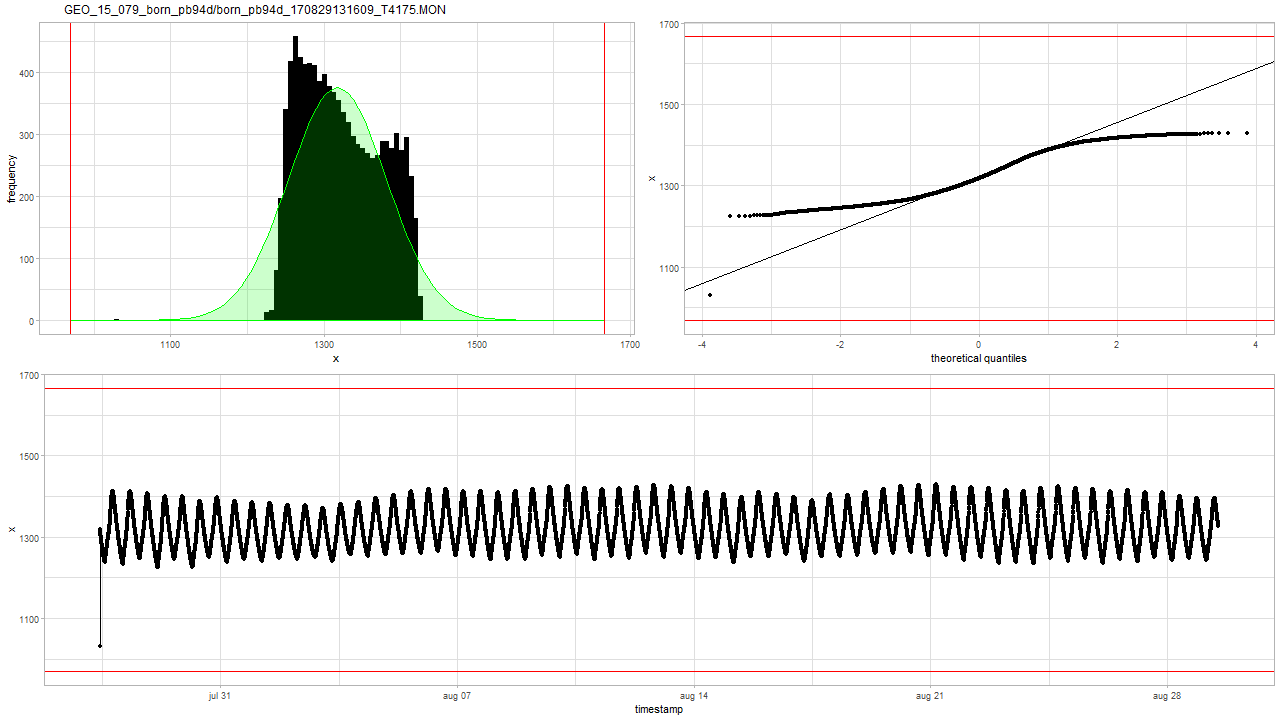 GEO_15_079_born_pb94d/born_pb94d_170829131609_T4175.MON
frequency
400
300
200
100
0
1100
1300
1500
1700
x
x
1700
1500
1300
1100
-4
-2
0
2
4
theoretical quantiles
x
1700
1500
1300
1100
jul 31
aug 07
aug 14
aug 21
aug 28
timestamp